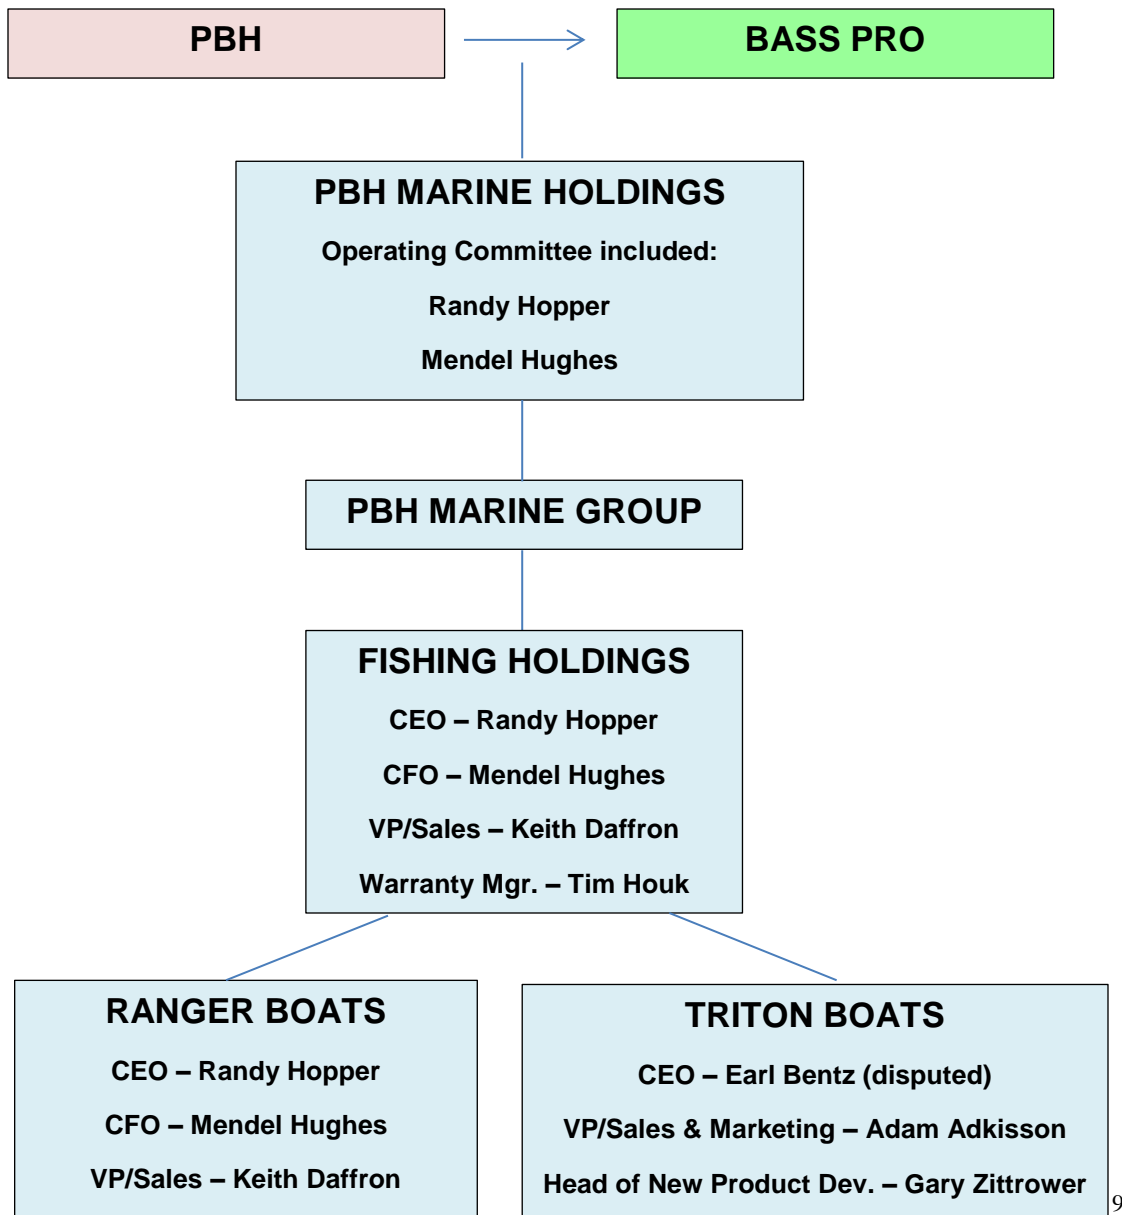 PBH
BASS PRO
PBH MARINE HOLDINGS
Operating Committee included:
Randy Hopper
Mendel Hughes
PBH MARINE GROUP
FISHING HOLDINGS
CEO – Randy Hopper
CFO – Mendel Hughes
VP/Sales – Keith Daffron
Warranty Mgr. – Tim Houk
RANGER BOATS
CEO – Randy Hopper
CFO – Mendel Hughes
VP/Sales – Keith Daffron
TRITON BOATS
CEO – Earl Bentz (disputed)
VP/Sales & Marketing – Adam Adkisson
Head of New Product Dev. – Gary Zittrower
9